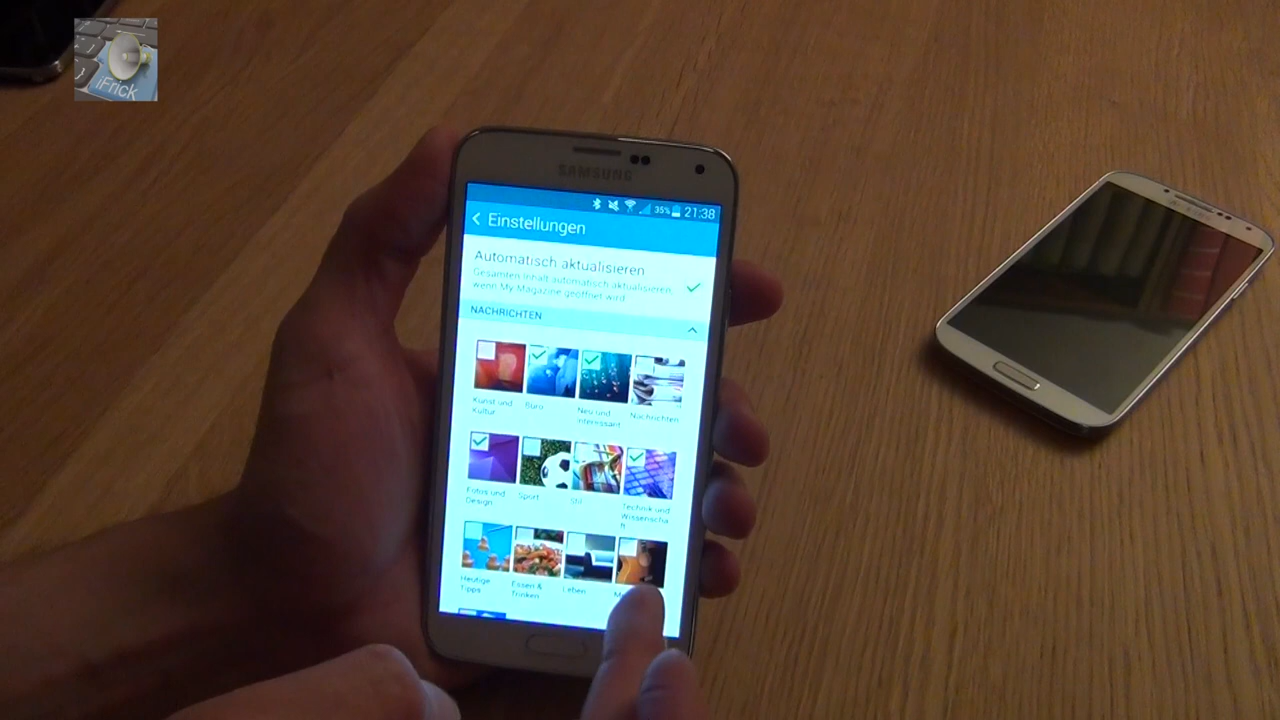 iFrick
SAMSUNG
35% 21:38
Einstellungen
Automatisch aktualisieren
Gesamten Inhalt automatisch aktualisieren,
wenn My Magazine geöffnet wird
NACHRICHTEN
Kunst und
Kultur
Büro
Neu und
interessant
Nachrichten
Fotos und
Design
Sport
Stil
Technik und
Wissenscha
ft
Heutige
Tipps
Essen &
Trinken
Leben